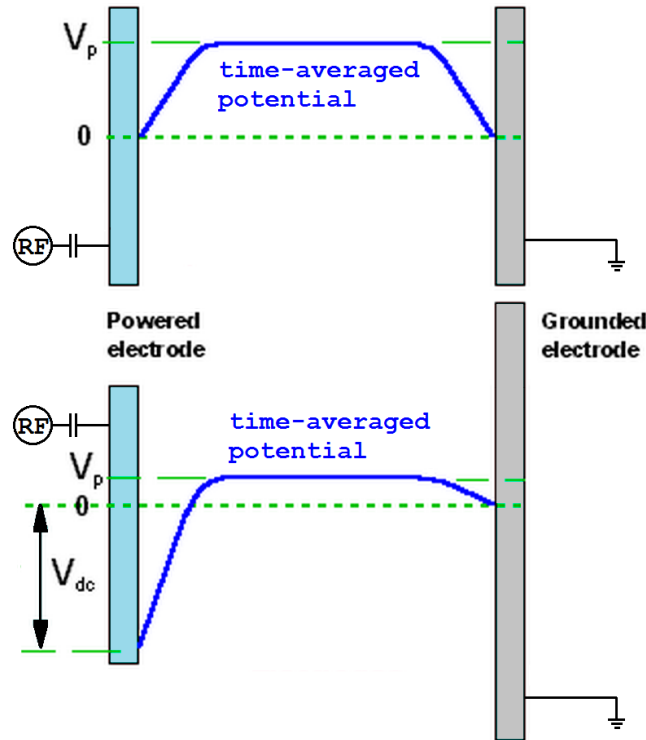 Vp
time-averaged
potential
0
RF
Powered
electrode
Grounded
electrode
RF
time-averaged
potential
Vp
0
Vdc